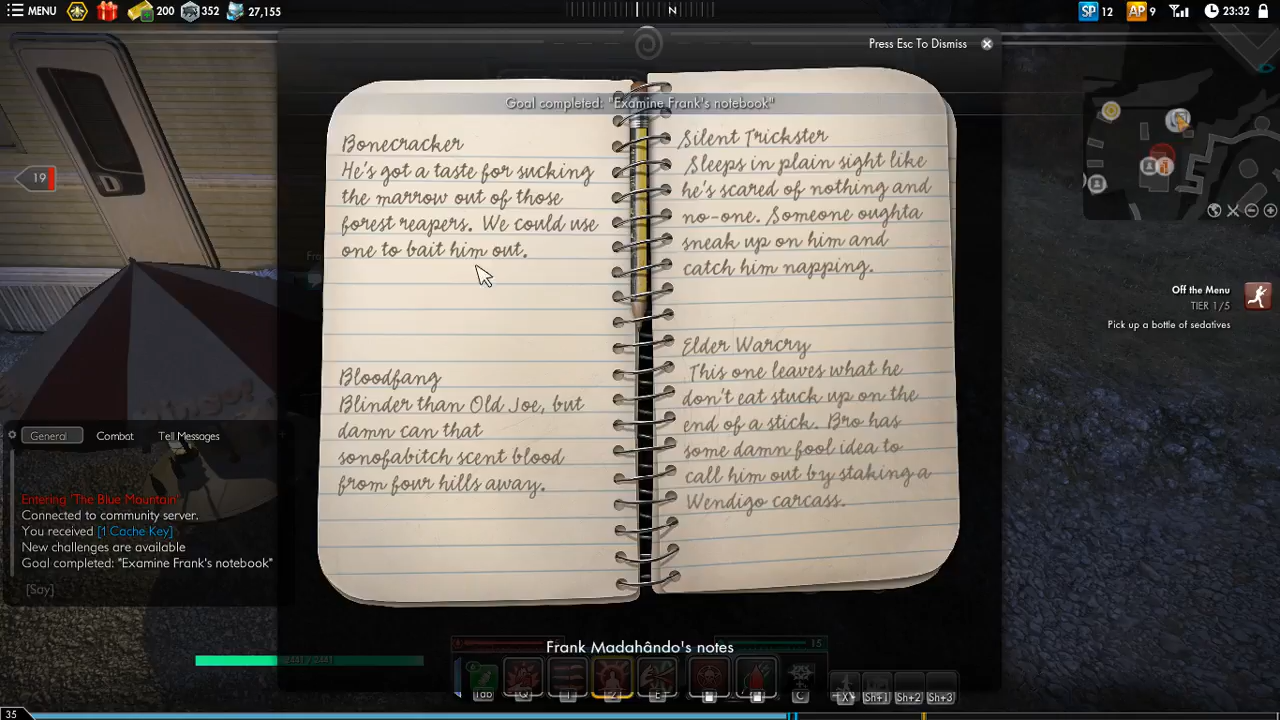 MENU
200
352
27,155
N
SP 12
AP 9
23:32
Press Esc To Dismiss
Goal completed: "Examine Frank's notebook"
Bonecracker
He's got a taste for sucking
the marrow out of those
forest reapers. We could use
one to bait him out.
Bloodfang
Blinder than Old Joe, but
damn can that
sonofabitch scent blood
from four hills away.
Silent Trickster
Sleeps in plain sight like
he's scared of nothing and
no-one. Someone oughta
sneak up on him and
catch him napping.
Elder Warcry
This one leaves what he
don't eat stuck up on the
end of a stick. Bro has
some damn fool idea to
call him out by staking a
Wendigo carcass.
19
Off the Menu
TIER 1/5
Pick up a bottle of sedatives
General
Combat
Tell Messages
Entering "The Blue Mountain"
Connected to community server.
You received [1 Cache Key]
New challenges are available
Goal completed: "Examine Frank's notebook"
[Say]
Frank Madahândo's notes
15
Tab
E
C
X
Sh+1
Sh+2
Sh+3
35